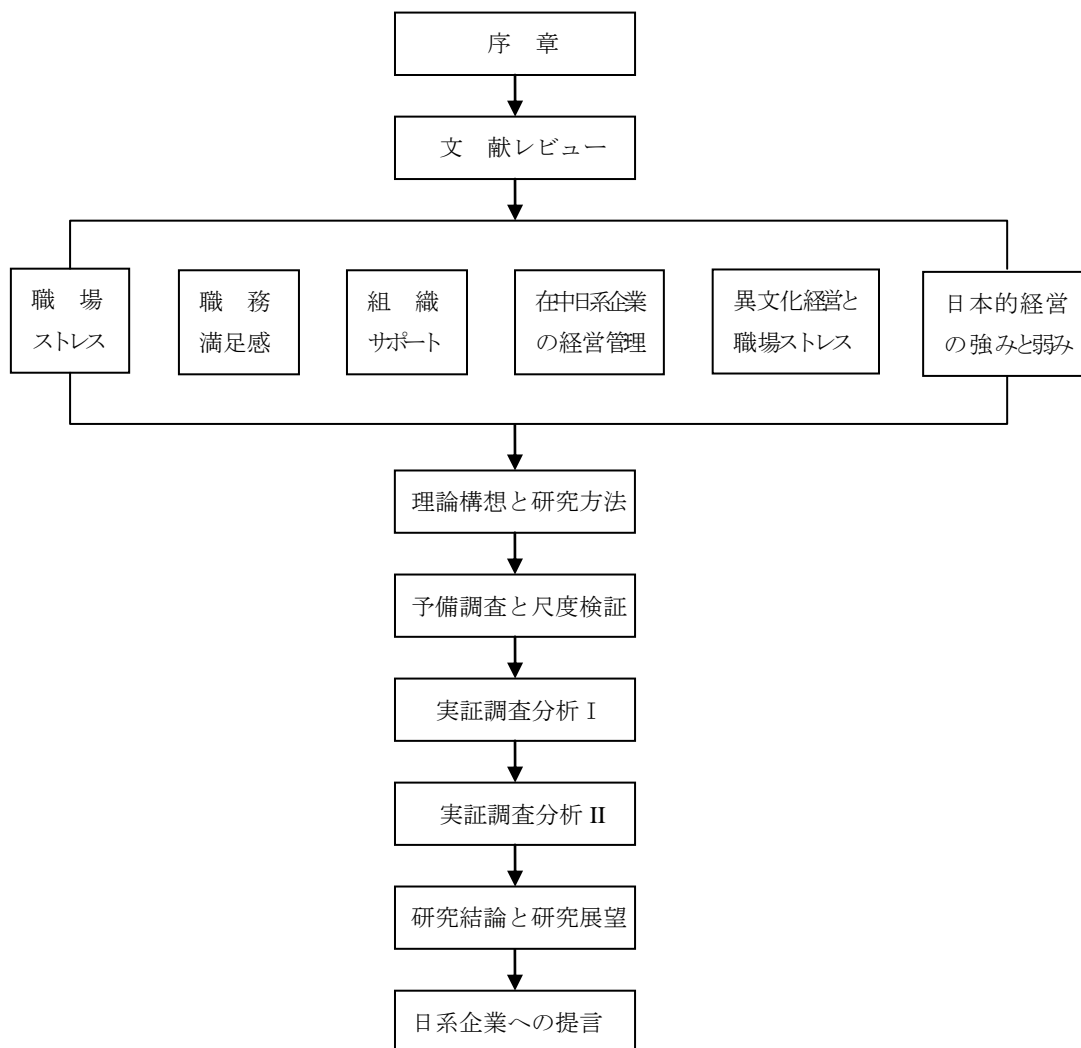 序　章
文　献レビュー
職　場
ストレス
職　務
満足感
組　織
サポート
在中日系企業
の経営管理
異文化経営と
職場ストレス
日本的経営
の強みと弱み
理論構想と研究方法
予備調査と尺度検証
実証調査分析 I
実証調査分析 II
研究結論と研究展望
日系企業への提言